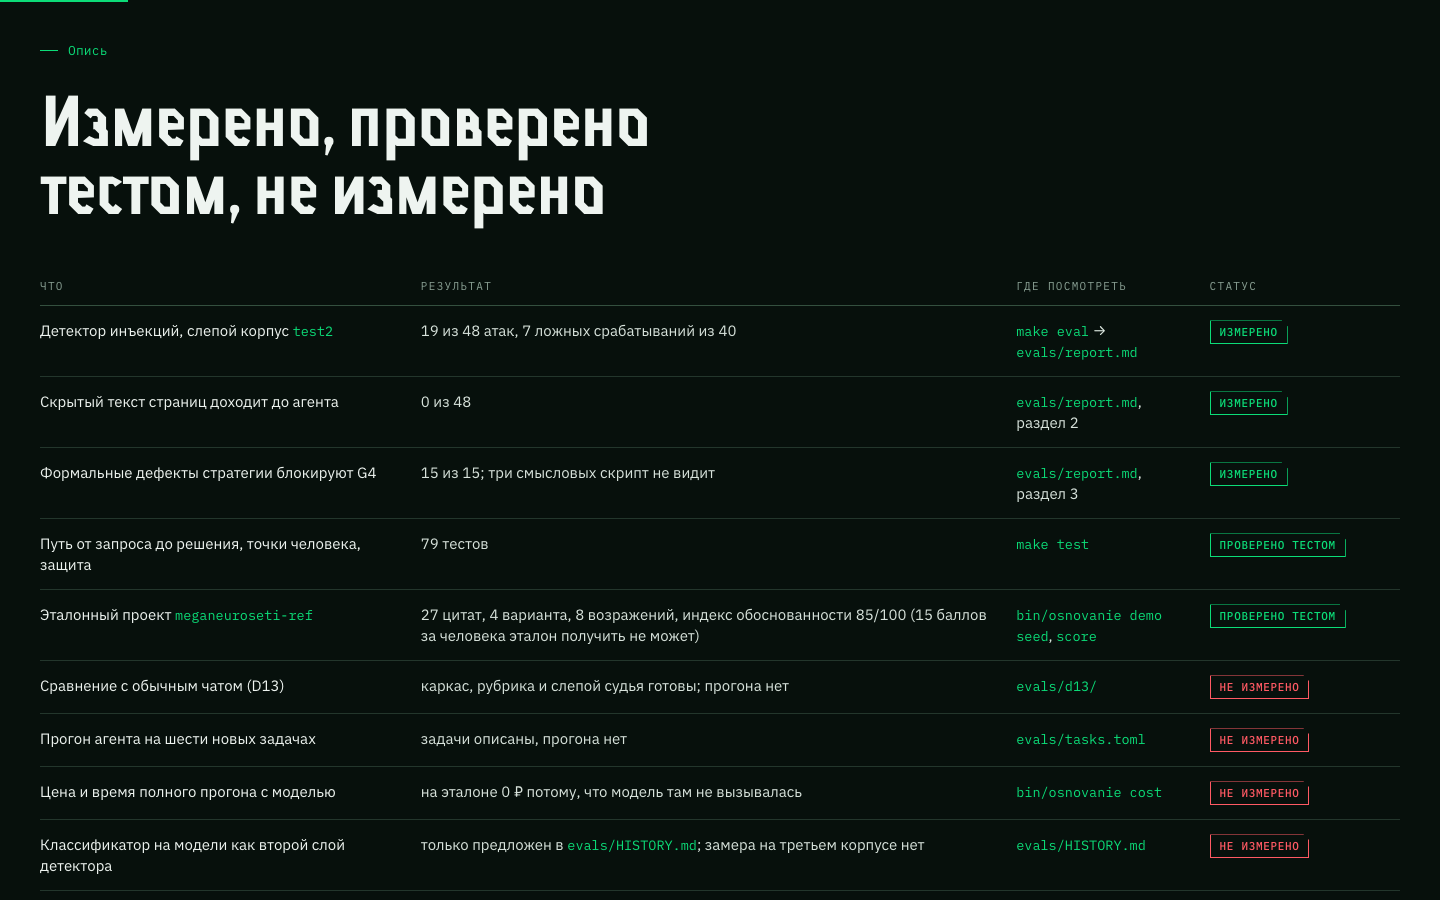 Опись
Измерено, проверено
тестом, не измерено
ЧТО РЕЗУЛЬТАТ ГДЕ ПОСМОТРЕТЬ СТАТУС
Детектор инъекций, слепой корпус test2 19 из 48 атак, 7 ложных срабатываний из 40 make eval → ИЗМЕРЕНО
evals/report.md
Скрытый текст страниц доходит до агента 0 из 48 evals/report.md, ИЗМЕРЕНО
раздел 2
Формальные дефекты стратегии блокируют G4 15 из 15; три смысловых скрипт не видит evals/report.md, ИЗМЕРЕНО
раздел 3
Путь от запроса до решения, точки человека, 79 тестов make test ПРОВЕРЕНО ТЕСТОМ
защита
Эталонный проект meganeuroseti-ref 27 цитат, 4 варианта, 8 возражений, индекс обоснованности 85/100 (15 баллов bin/osnovanie demo ПРОВЕРЕНО ТЕСТОМ
за человека эталон получить не может) seed, score
Сравнение с обычным чатом (D13) каркас, рубрика и слепой судья готовы; прогона нет evals/d13/ НЕ ИЗМЕРЕНО
Прогон агента на шести новых задачах задачи описаны, прогона нет evals/tasks.toml НЕ ИЗМЕРЕНО
Цена и время полного прогона с моделью на эталоне 0 ₽ потому, что модель там не вызывалась bin/osnovanie cost НЕ ИЗМЕРЕНО
Классификатор на модели как второй слой только предложен в evals/HISTORY.md; замера на третьем корпусе нет evals/HISTORY.md НЕ ИЗМЕРЕНО
детектора